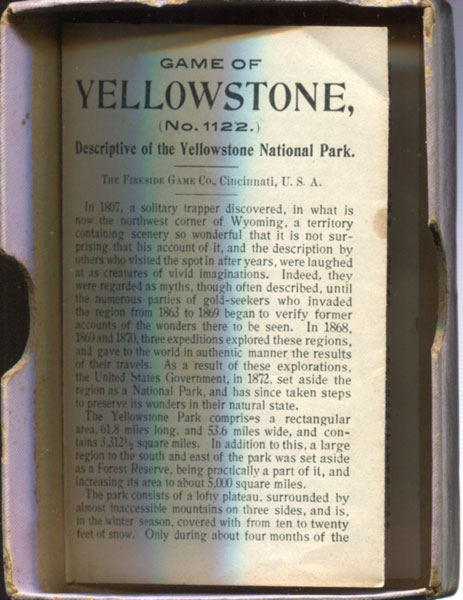 GAME OF
YELLOWSTONE,
(No. 1122.)
Descriptive of the Yellowstone National Park.
THE FIRESIDE GAME CO., CINCINNATI, U. S. A.
In 1807, a solitary trapper discovered, in what is
now the northwest corner of Wyoming, a territory
containing scenery so wonderful that it is not sur-
prising that his account of it, and the description by
others who visited the spot in after years, were laughed
at as creatures of vivid imaginations. Indeed, they
were regarded as myths, though often described, until
the numerous parties of gold-seekers who invaded
the region from 1863 to 1869 began to verify former
accounts of the wonders there to be seen. In 1868,
1869 and 1870, three expeditions explored these regions,
and gave to the world in authentic manner the results
of their travels. As a result of these explorations,
the United States Government, in 1872, set aside the
region as a National Park, and has since taken steps
to preserve its wonders in their natural state.
The Yellowstone Park comprises a rectangular
area, 61.8 miles long, and 53.6 miles wide, and con-
tains 3,312½ square miles. In addition to this, a large
region to the south and east of the park was set aside
as a Forest Reserve, being practically a part of it, and
increasing its area to about 5,000 square miles.
The park consists of a lofty plateau, surrounded by
almost inaccessible mountains on three sides, and is,
in the winter season, covered with from ten to twenty
feet of snow. Only during about four months of the